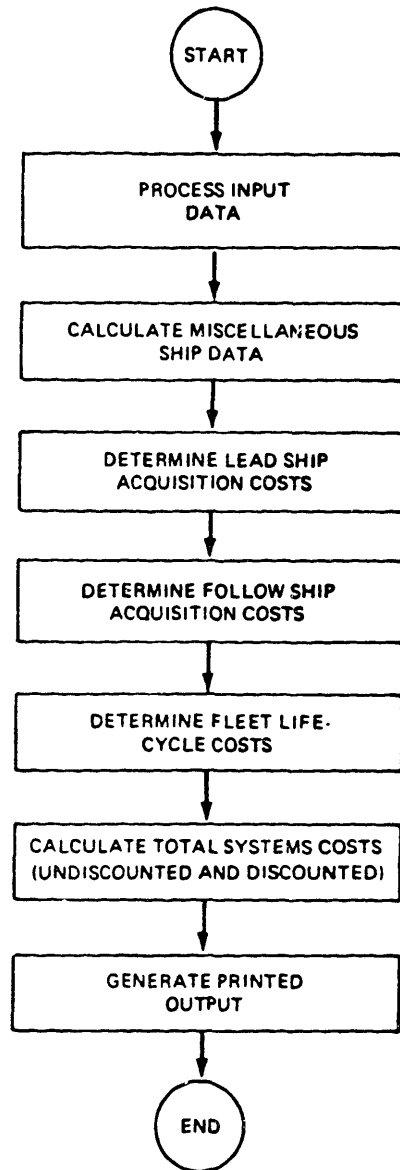 START
PROCESS INPUT
DATA
CALCULATE MISCELLANEOUS
SHIP DATA
DETERMINE LEAD SHIP
ACQUISITION COSTS
DETERMINE FOLLOW SHIP
ACQUISITION COSTS
DETERMINE FLEET LIFE-
CYCLE COSTS
CALCULATE TOTAL SYSTEMS COSTS
(UNDISCOUNTED AND DISCOUNTED)
GENERATE PRINTED
OUTPUT
END